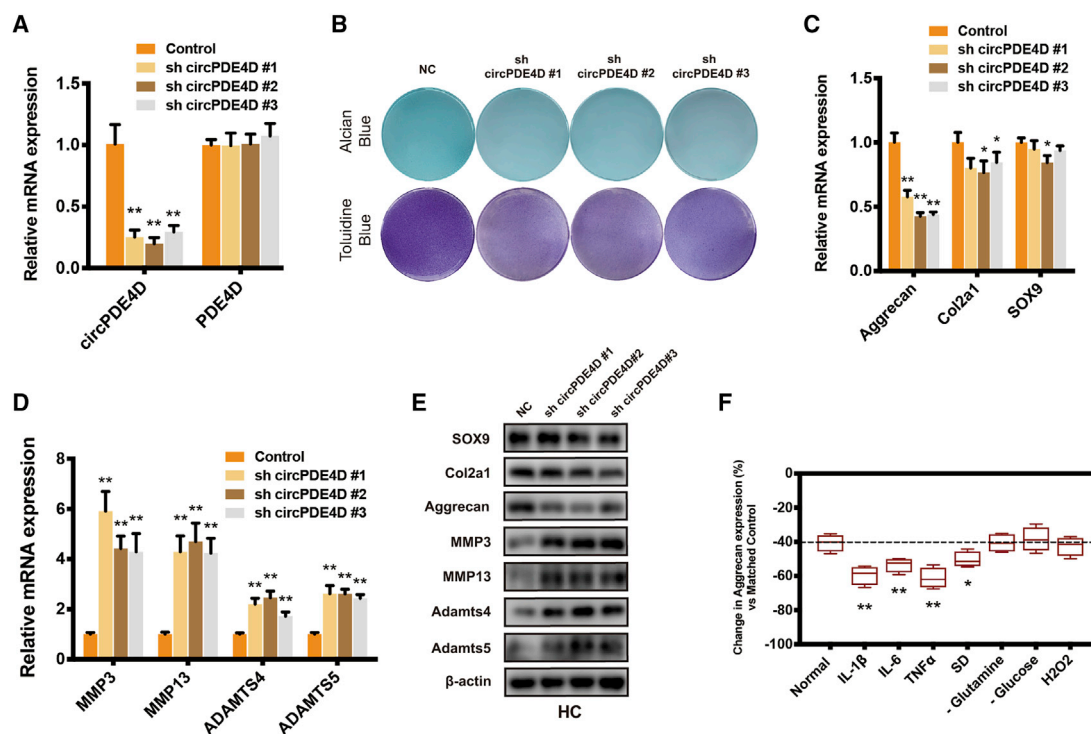 A
Control
sh circPDE4D #1
sh circPDE4D #2
sh circPDE4D #3
Relative mRNA expression
1.5
1.0
0.5
0.0
** ** **
circPDE4D
PDE4D
B
NC
sh
circPDE4D #1
sh
circPDE4D #2
sh
circPDE4D #3
Alcian
Blue
Toluidine
Blue
C
Control
sh circPDE4D #1
sh circPDE4D #2
sh circPDE4D #3
Relative mRNA expression
1.5
1.0
0.5
0.0
** ** **
* *
*
Aggrecan
Col2a1
SOX9
D
Control
sh circPDE4D #1
sh circPDE4D #2
sh circPDE4D #3
Relative mRNA expression
8
6
4
2
0
** ** **
** ** **
** ** **
** ** **
MMP3
MMP13
ADAMTS4
ADAMTS5
E
NC
sh circPDE4D #1
sh circPDE4D#2
sh circPDE4D#3
SOX9
Col2a1
Aggrecan
MMP3
MMP13
Adamts4
Adamts5
β-actin
HC
F
Change in Aggrecan expression (%)
vs Matched Control
0
-20
-40
-60
-80
-100
**
**
**
*
Normal
IL-1β
IL-6
TNFα
SD
- Glutamine
- Glucose
H2O2